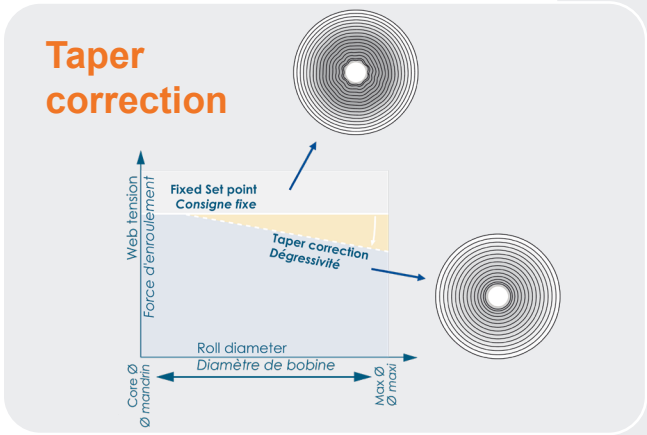 Taper
correction
Fixed Set point
Consigne fixe
Web tension
Force d'enroulement
Taper correction
Dégressivité
Roll diameter
Diamètre de bobine
Core Ø
Ø mandrin
Max Ø
Ø maxi